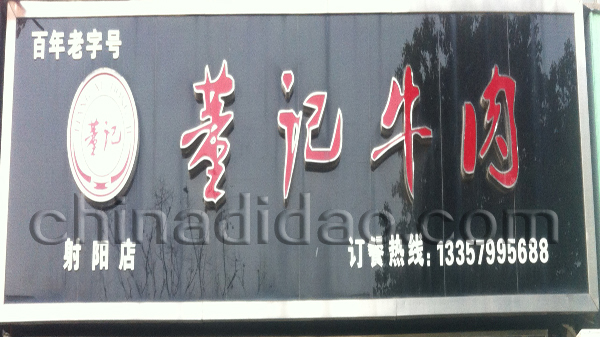 百年老字号
董记
董记牛肉
chinadidao.com
射阳店
订餐热线:13357995688